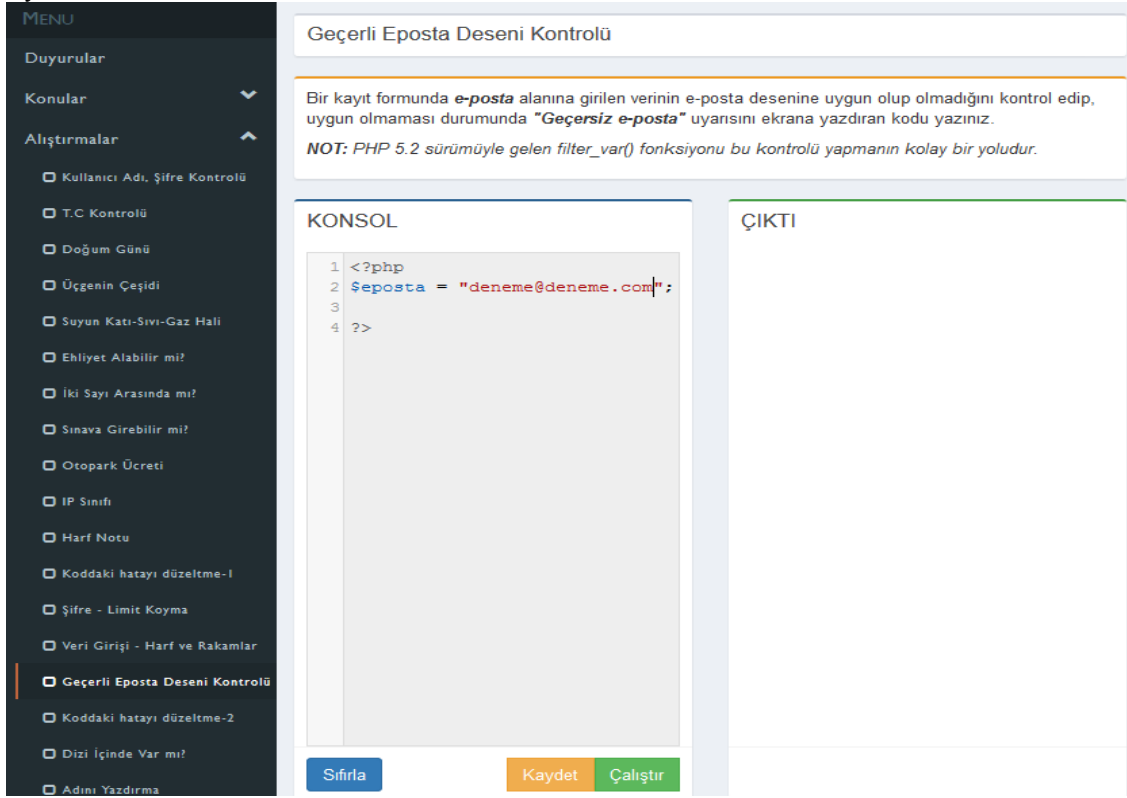 MENU
Duyurular
Konular
Alıştırmalar
Kullanıcı Adı, Şifre Kontrolü
T.C Kontrolü
Doğum Günü
Üçgenin Çeşidi
Suyun Katı-Sıvı-Gaz Hali
Ehliyet Alabilir mi?
İki Sayı Arasında mı?
Sınava Girebilir mi?
Otopark Ücreti
IP Sınıfı
Harf Notu
Koddaki hatayı düzeltme-1
Şifre - Limit Koyma
Veri Girişi - Harf ve Rakamlar
Geçerli Eposta Deseni Kontrolü
Koddaki hatayı düzeltme-2
Dizi İçinde Var mı?
Adını Yazdırma
Geçerli Eposta Deseni Kontrolü
Bir kayıt formunda e-posta alanına girilen verinin e-posta desenine uygun olup olmadığını kontrol edip,
uygun olmaması durumunda "Geçersiz e-posta" uyarısını ekrana yazdıran kodu yazınız.
NOT: PHP 5.2 sürümüyle gelen filter_var() fonksiyonu bu kontrolü yapmanın kolay bir yoludur.
KONSOL
1 <?php
2 $eposta = "deneme@deneme.com";
3
4 ?>
Sıfırla
Kaydet
Çalıştır
ÇIKTI